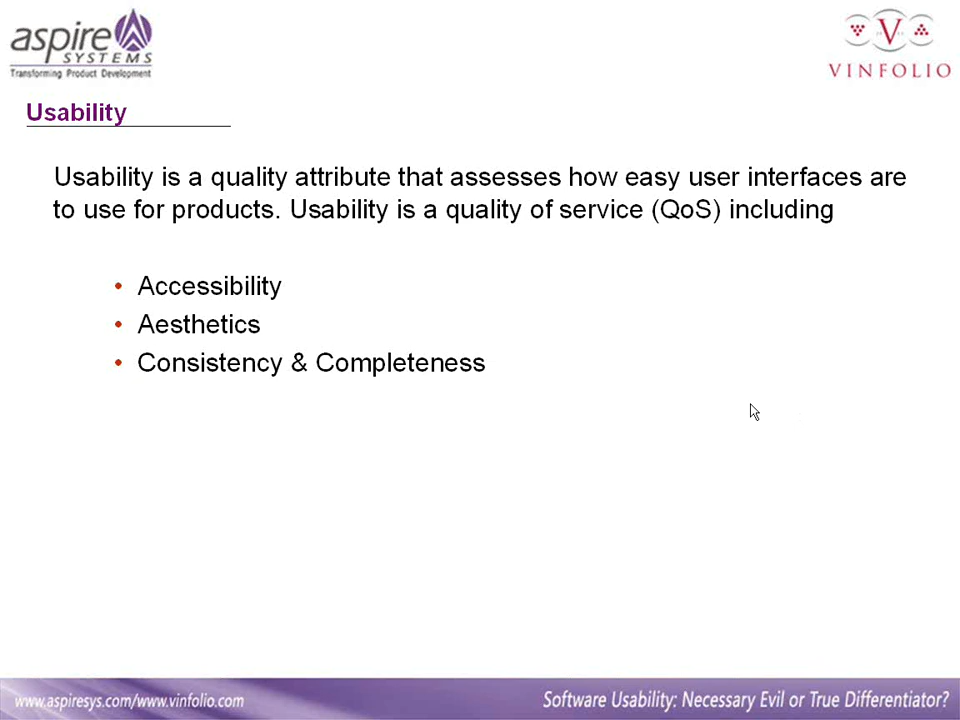 aspire
SYSTEMS
Transforming Product Development
V
VINFOLIO
Usability
Usability is a quality attribute that assesses how easy user interfaces are
to use for products. Usability is a quality of service (QoS) including
• Accessibility
• Aesthetics
• Consistency & Completeness
www.aspiresys.com/www.vinfolio.com
Software Usability: Necessary Evil or True Differentiator?